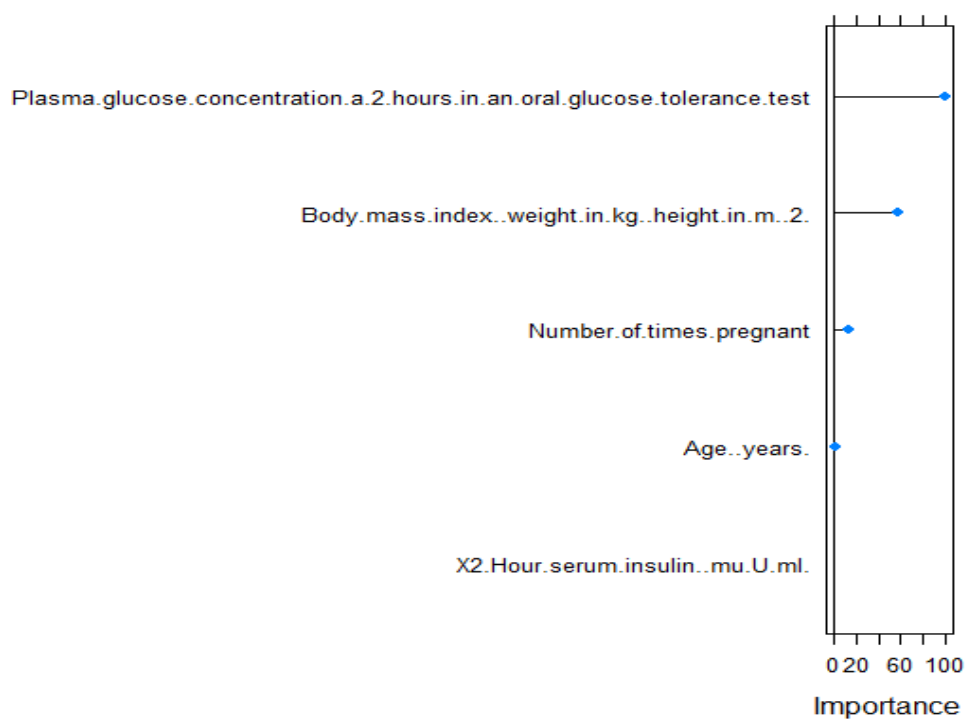 Plasma.glucose.concentration.a.2.hours.in.an.oral.glucose.tolerance.test
Body.mass.index..weight.in.kg..height.in.m..2.
Number.of.times.pregnant
Age..years.
X2.Hour.serum.insulin..mu.U.ml.
0 20 60 100
Importance